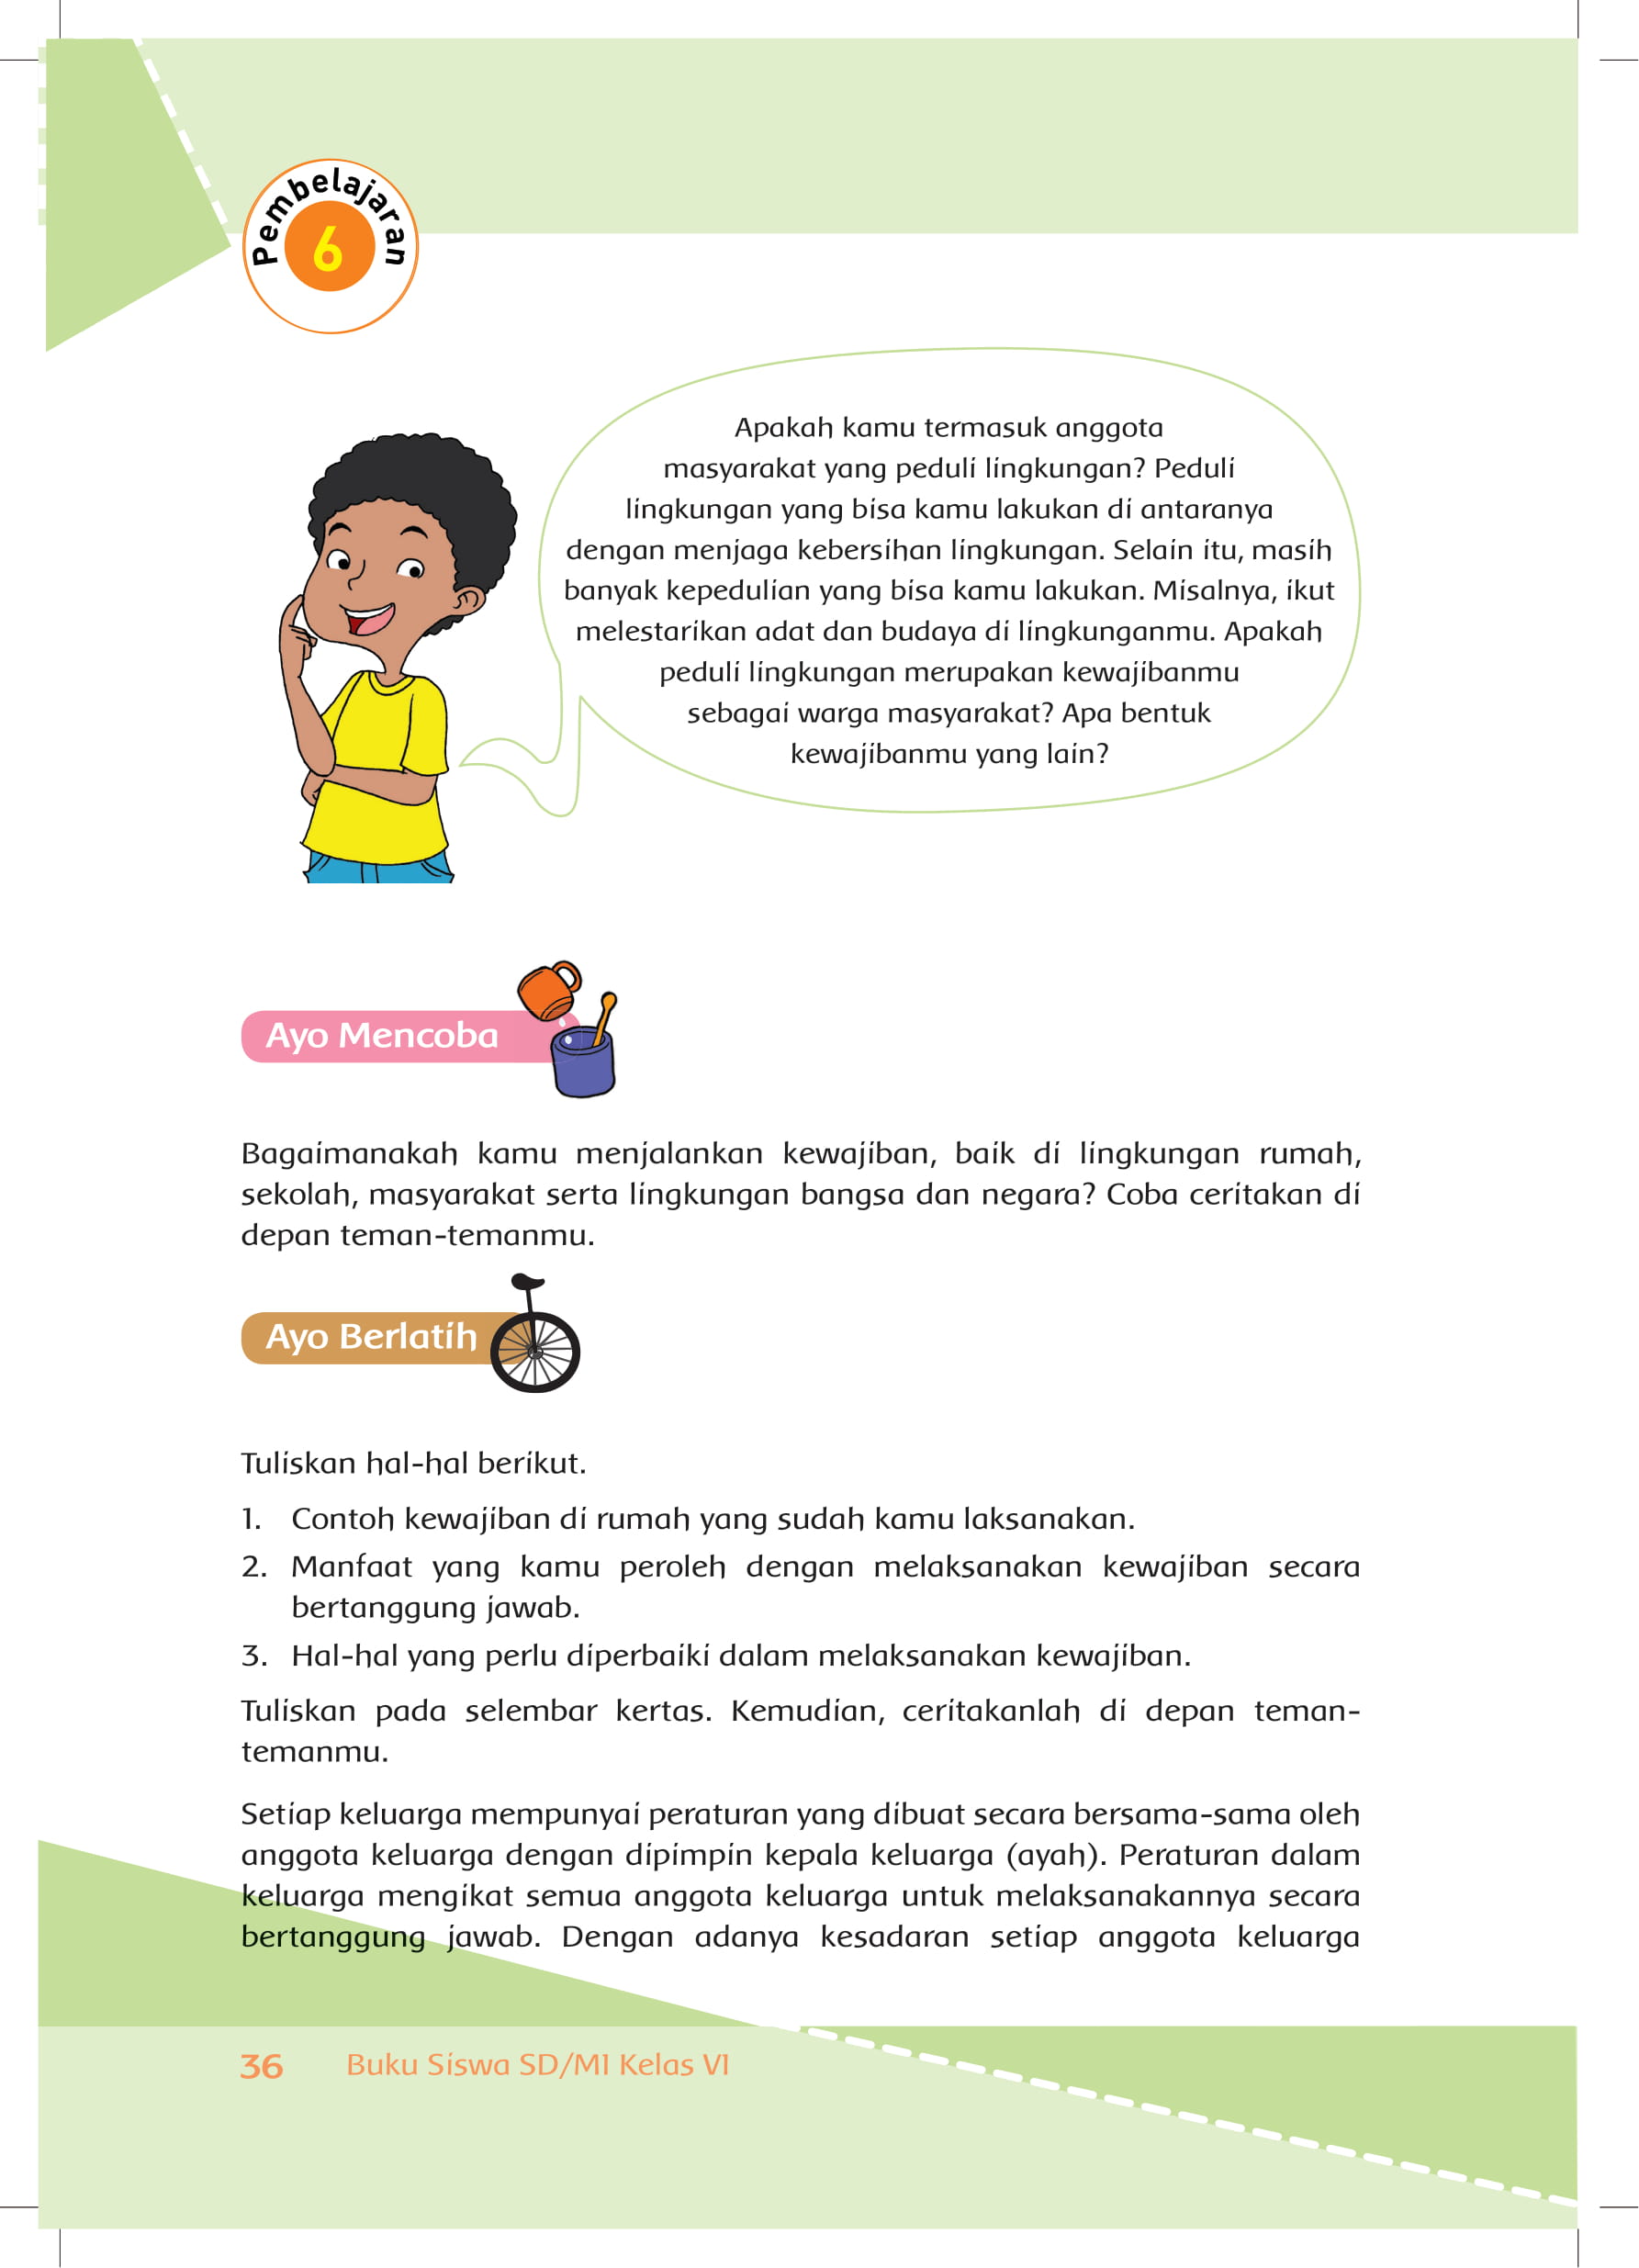 Pembelajaran
6
Apakah kamu termasuk anggota
masyarakat yang peduli lingkungan? Peduli
lingkungan yang bisa kamu lakukan di antaranya
dengan menjaga kebersihan lingkungan. Selain itu, masih
banyak kepedulian yang bisa kamu lakukan. Misalnya, ikut
melestarikan adat dan budaya di lingkunganmu. Apakah
peduli lingkungan merupakan kewajibanmu
sebagai warga masyarakat? Apa bentuk
kewajibanmu yang lain?
Ayo Mencoba
Bagaimanakah kamu menjalankan kewajiban, baik di lingkungan rumah,
sekolah, masyarakat serta lingkungan bangsa dan negara? Coba ceritakan di
depan teman-temanmu.
Ayo Berlatih
Tuliskan hal-hal berikut.
1. Contoh kewajiban di rumah yang sudah kamu laksanakan.
2. Manfaat yang kamu peroleh dengan melaksanakan kewajiban secara
bertanggung jawab.
3. Hal-hal yang perlu diperbaiki dalam melaksanakan kewajiban.
Tuliskan pada selembar kertas. Kemudian, ceritakanlah di depan teman-
temanmu.
Setiap keluarga mempunyai peraturan yang dibuat secara bersama-sama oleh
anggota keluarga dengan dipimpin kepala keluarga (ayah). Peraturan dalam
keluarga mengikat semua anggota keluarga untuk melaksanakannya secara
bertanggung jawab. Dengan adanya kesadaran setiap anggota keluarga
36 Buku Siswa SD/MI Kelas VI